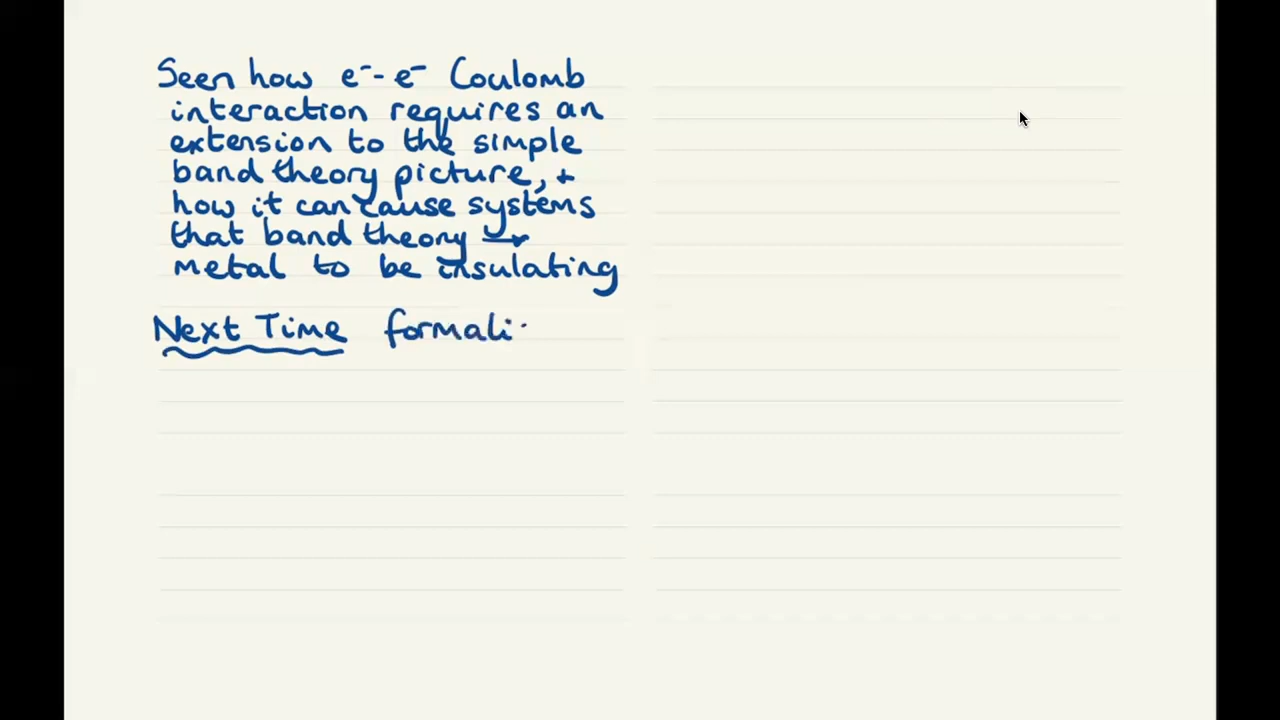 Seen how e⁻-e⁻ Coulomb
interaction requires an
extension to the simple
band theory picture, +
how it can cause systems
that band theory →
metal to be insulating
Next Time formali